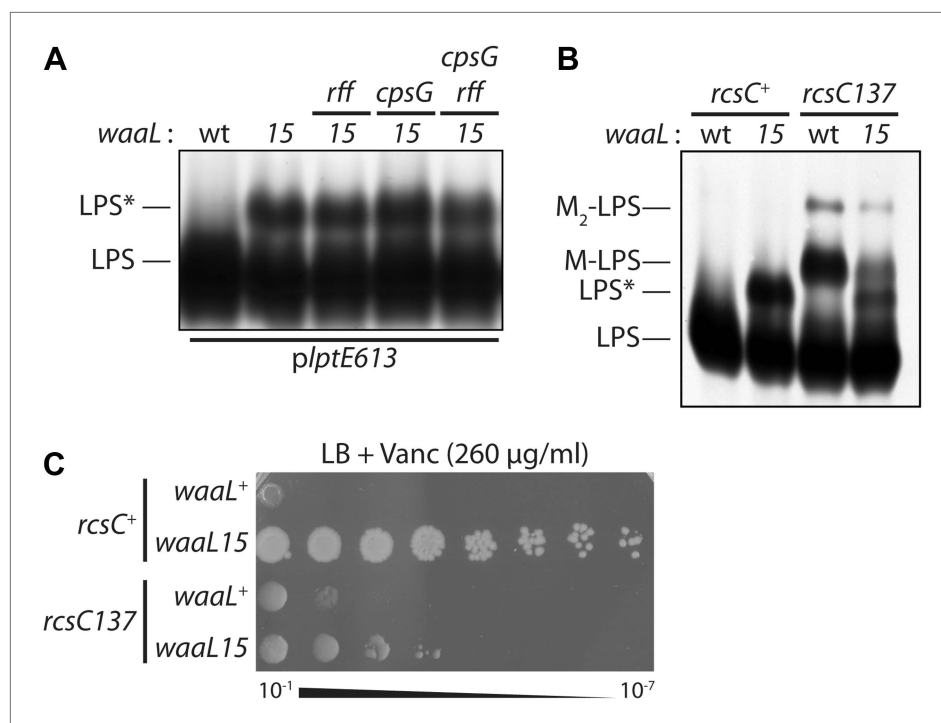 A
cpsG
rff cpsG rff
waaL : wt 15 15 15 15
LPS*
LPS
plptE613
B
rcsC⁺ rcsC137
waaL : wt 15 wt 15
M₂-LPS
M-LPS
LPS*
LPS
C
LB + Vanc (260 μg/ml)
rcsC⁺
waaL⁺
waaL15
rcsC137
waaL⁺
waaL15
10⁻¹ 10⁻⁷